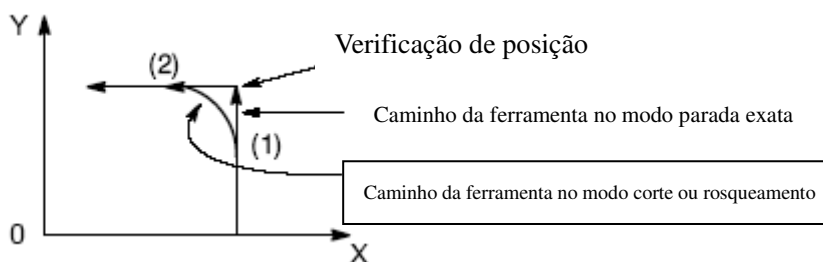 Y
(2)
Verificação de posição
Caminho da ferramenta no modo parada exata
(1)
Caminho da ferramenta no modo corte ou rosqueamento
0
X